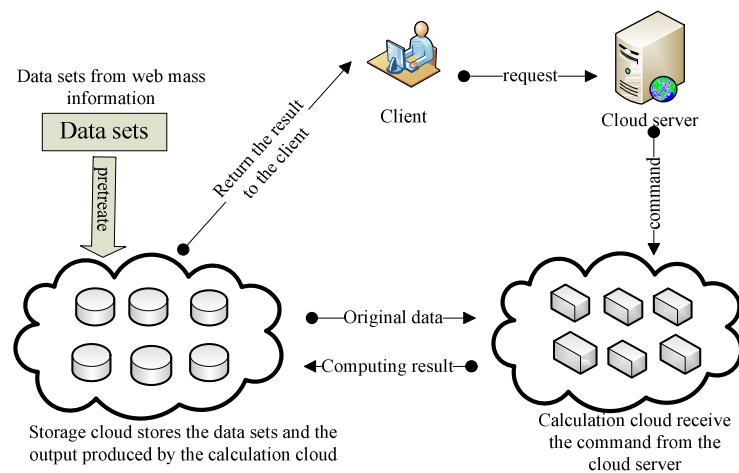 Data sets from web mass
information
Data sets
pretreate
Return the result
to the client
Client
request
Cloud server
command
Original data
Computing result
Storage cloud stores the data sets and the
output produced by the calculation cloud
Calculation cloud receive
the command from the
cloud server